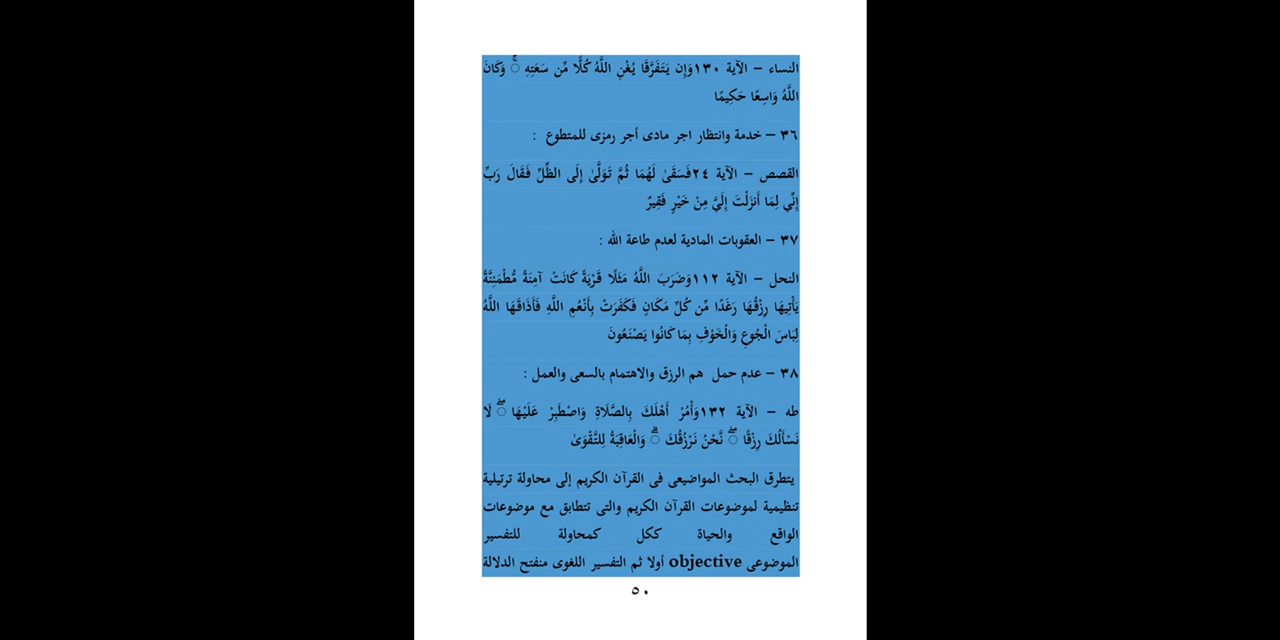 النساء – الآية ١٣٠وَإِن يَتَفَرَّقَا يُغْنِ اللَّهُ كُلًّا مِّن سَعَتِهِ ۚ وَكَانَ
اللَّهُ وَاسِعًا حَكِيمًا
٣٦ – خدمة وانتظار اجر مادى أجر رمزى للمتطوع :
القصص – الآية ٢٤فَسَقَىٰ لَهُمَا ثُمَّ تَوَلَّىٰ إِلَى الظِّلِّ فَقَالَ رَبِّ
إِنِّي لِمَا أَنزَلْتَ إِلَيَّ مِنْ خَيْرٍ فَقِيرٌ
٣٧ – العقوبات المادية لعدم طاعة الله :
النحل – الآية ١١٢وَضَرَبَ اللَّهُ مَثَلًا قَرْيَةً كَانَتْ آمِنَةً مُّطْمَئِنَّةً
يَأْتِيهَا رِزْقُهَا رَغَدًا مِّن كُلِّ مَكَانٍ فَكَفَرَتْ بِأَنْعُمِ اللَّهِ فَأَذَاقَهَا اللَّهُ
لِبَاسَ الْجُوعِ وَالْخَوْفِ بِمَا كَانُوا يَصْنَعُونَ
٣٨ – عدم حمل هم الرزق والاهتمام بالسعى والعمل :
طه – الآية ١٣٢وَأْمُرْ أَهْلَكَ بِالصَّلَاةِ وَاصْطَبِرْ عَلَيْهَا ۖ لَا
نَسْأَلُكَ رِزْقًا ۖ نَّحْنُ نَرْزُقُكَ ۗ وَالْعَاقِبَةُ لِلتَّقْوَىٰ
يتطرق البحث المواضيعى فى القرآن الكريم إلى محاولة ترتيلية
تنظيمية لموضوعات القرآن الكريم والتى تتطابق مع موضوعات
الواقع والحياة ككل كمحاولة للتفسير
الموضوعى objective أولا ثم التفسير اللغوى منفتح الدلالة
٥٠